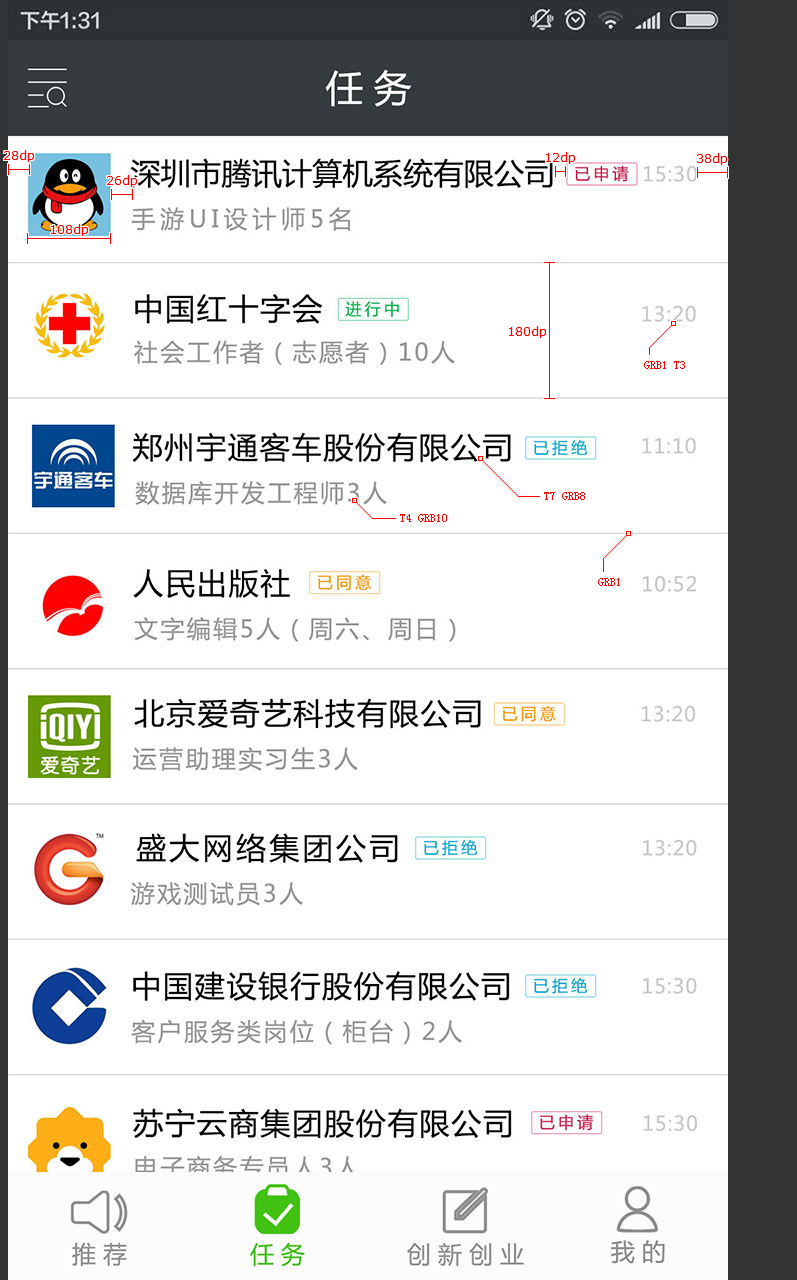 下午1:31
任务
28dp
深圳市腾讯计算机系统有限公司 12dp 已申请 15:30 38dp
26dp
手游UI设计师5名
108dp
中国红十字会 进行中 13:20
180dp
社会工作者（志愿者）10人
GRB1 T3
郑州宇通客车股份有限公司 已拒绝 11:10
宇通客车
数据库开发工程师3人
T7 GRB8
T4 GRB10
GRB1
人民出版社 已同意 10:52
文字编辑5人（周六、周日）
iQIYI
爱奇艺
北京爱奇艺科技有限公司 已同意 13:20
运营助理实习生3人
TM
盛大网络集团公司 已拒绝 13:20
游戏测试员3人
中国建设银行股份有限公司 已拒绝 15:30
客户服务类岗位（柜台）2人
苏宁云商集团股份有限公司 已申请 15:30
电子商务专员人3人
推荐 任务 创新创业 我的